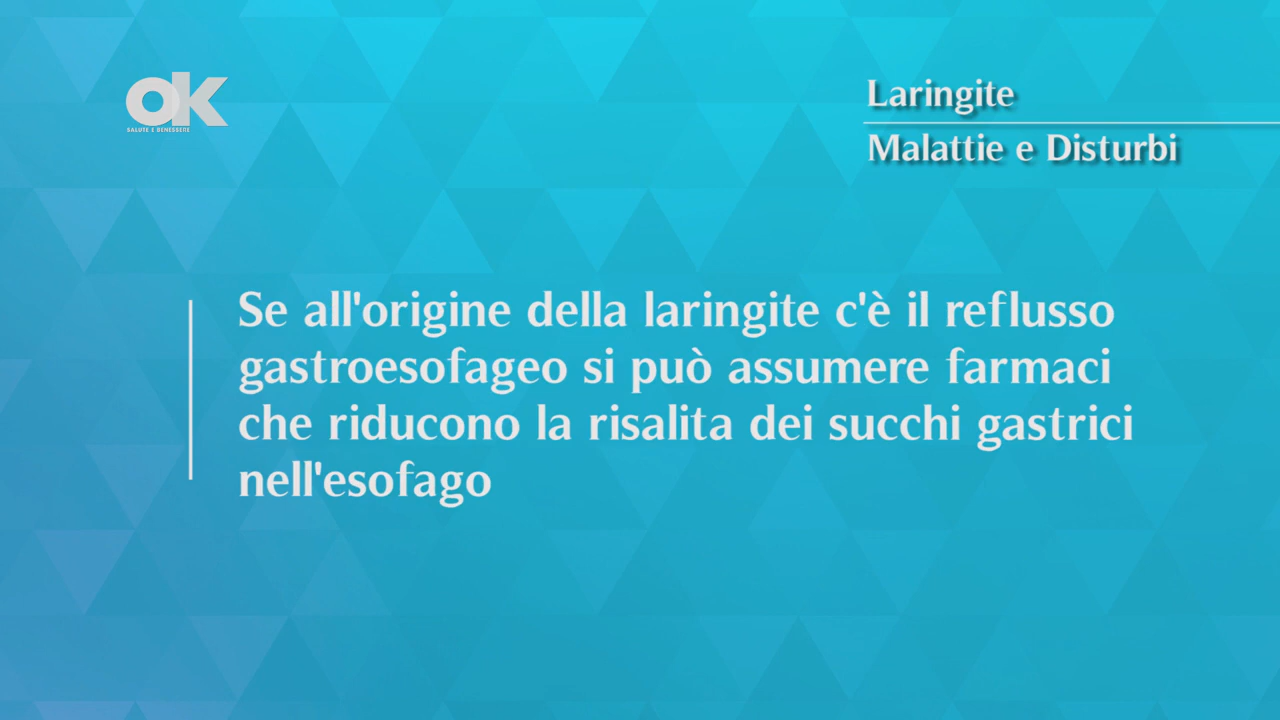 ok
SALUTE E BENESSERE
Laringite
Malattie e Disturbi
Se all'origine della laringite c'è il reflusso
gastroesofageo si può assumere farmaci
che riducono la risalita dei succhi gastrici
nell'esofago